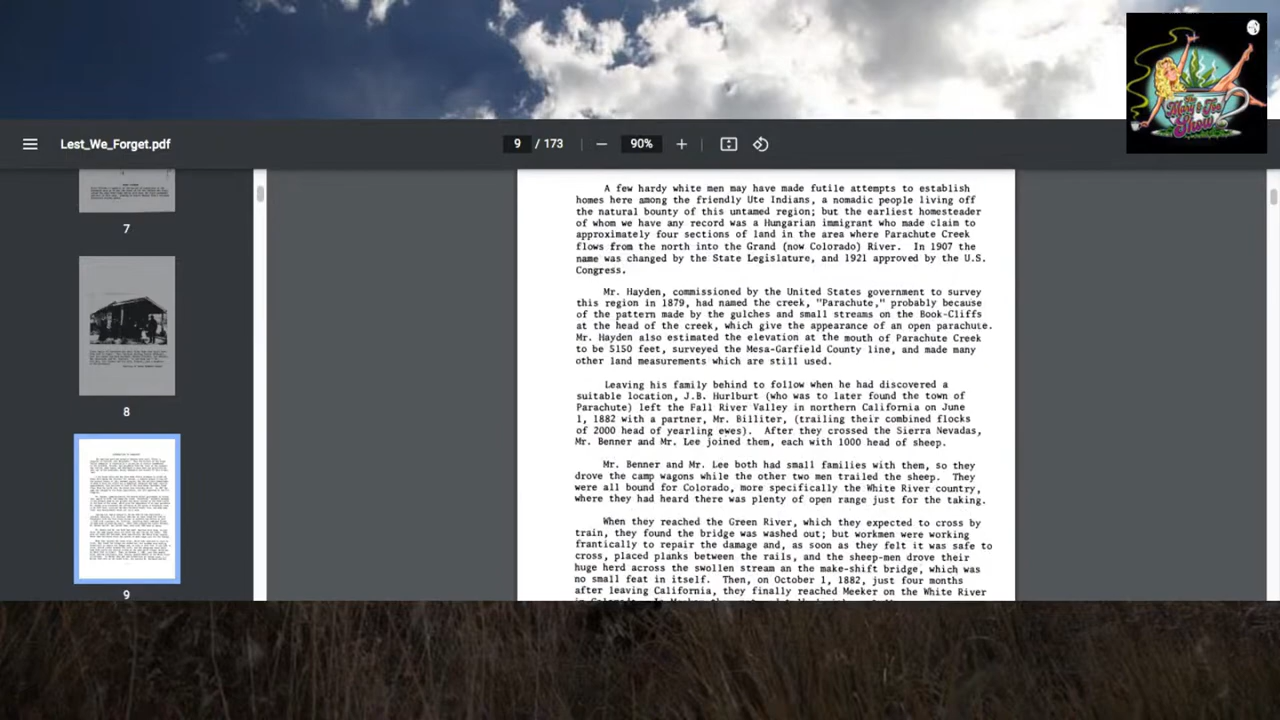 The
Mary & Tea
Show
Lest_We_Forget.pdf
9 / 173
90%
7
8
9
A few hardy white men may have made futile attempts to establish
homes here among the friendly Ute Indians, a nomadic people living off
the natural bounty of this untamed region; but the earliest homesteader
of whom we have any record was a Hungarian immigrant who made claim to
approximately four sections of land in the area where Parachute Creek
flows from the north into the Grand (now Colorado) River. In 1907 the
name was changed by the State Legislature, and 1921 approved by the U.S.
Congress.
Mr. Hayden, commissioned by the United States government to survey
this region in 1879, had named the creek, "Parachute," probably because
of the pattern made by the gulches and small streams on the Book-Cliffs
at the head of the creek, which give the appearance of an open parachute.
Mr. Hayden also estimated the elevation at the mouth of Parachute Creek
to be 5150 feet, surveyed the Mesa-Garfield County line, and made many
other land measurements which are still used.
Leaving his family behind to follow when he had discovered a
suitable location, J.B. Hurlburt (who was to later found the town of
Parachute) left the Fall River Valley in northern California on June
1, 1882 with a partner, Mr. Billiter, (trailing their combined flocks
of 2000 head of yearling ewes). After they crossed the Sierra Nevadas,
Mr. Benner and Mr. Lee joined them, each with 1000 head of sheep.
Mr. Benner and Mr. Lee both had small families with them, so they
drove the camp wagons while the other two men trailed the sheep. They
were all bound for Colorado, more specifically the White River country,
where they had heard there was plenty of open range just for the taking.
When they reached the Green River, which they expected to cross by
train, they found the bridge was washed out; but workmen were working
frantically to repair the damage and, as soon as they felt it was safe to
cross, placed planks between the rails, and the sheep-men drove their
huge herd across the swollen stream an the make-shift bridge, which was
no small feat in itself. Then, on October 1, 1882, just four months
after leaving California, they finally reached Meeker on the White River